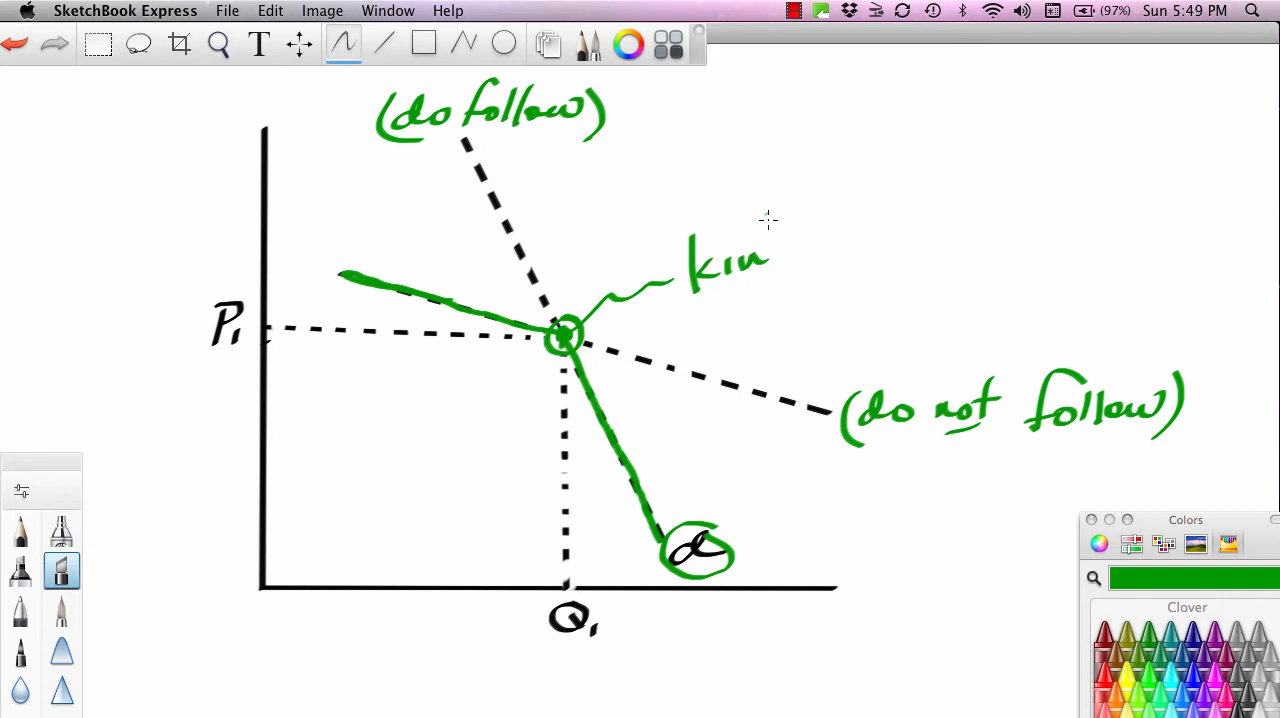 SketchBook Express File Edit Image Window Help (97%) Sun 5:49 PM
T
(do follow)
kin
P1
(do not follow)
d
Q1
Colors
Clover